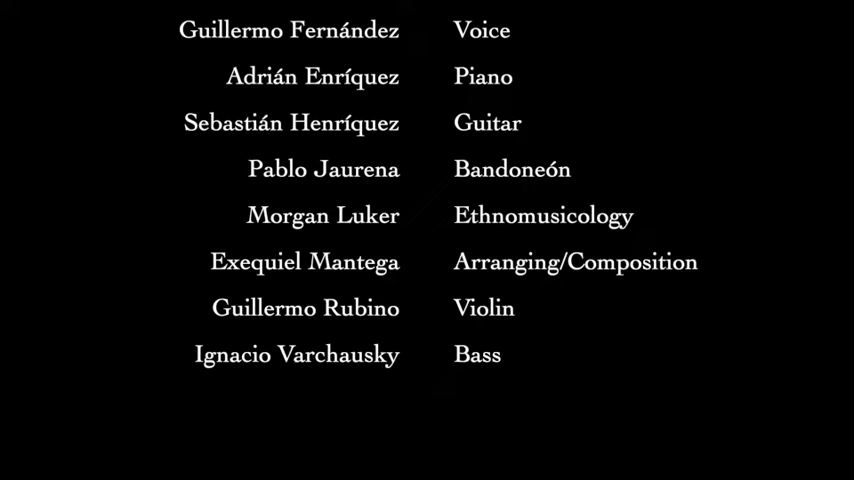 Guillermo Fernández Voice
Adrián Enríquez Piano
Sebastián Henríquez Guitar
Pablo Jaurena Bandoneón
Morgan Luker Ethnomusicology
Exequiel Mantega Arranging/Composition
Guillermo Rubino Violin
Ignacio Varchausky Bass